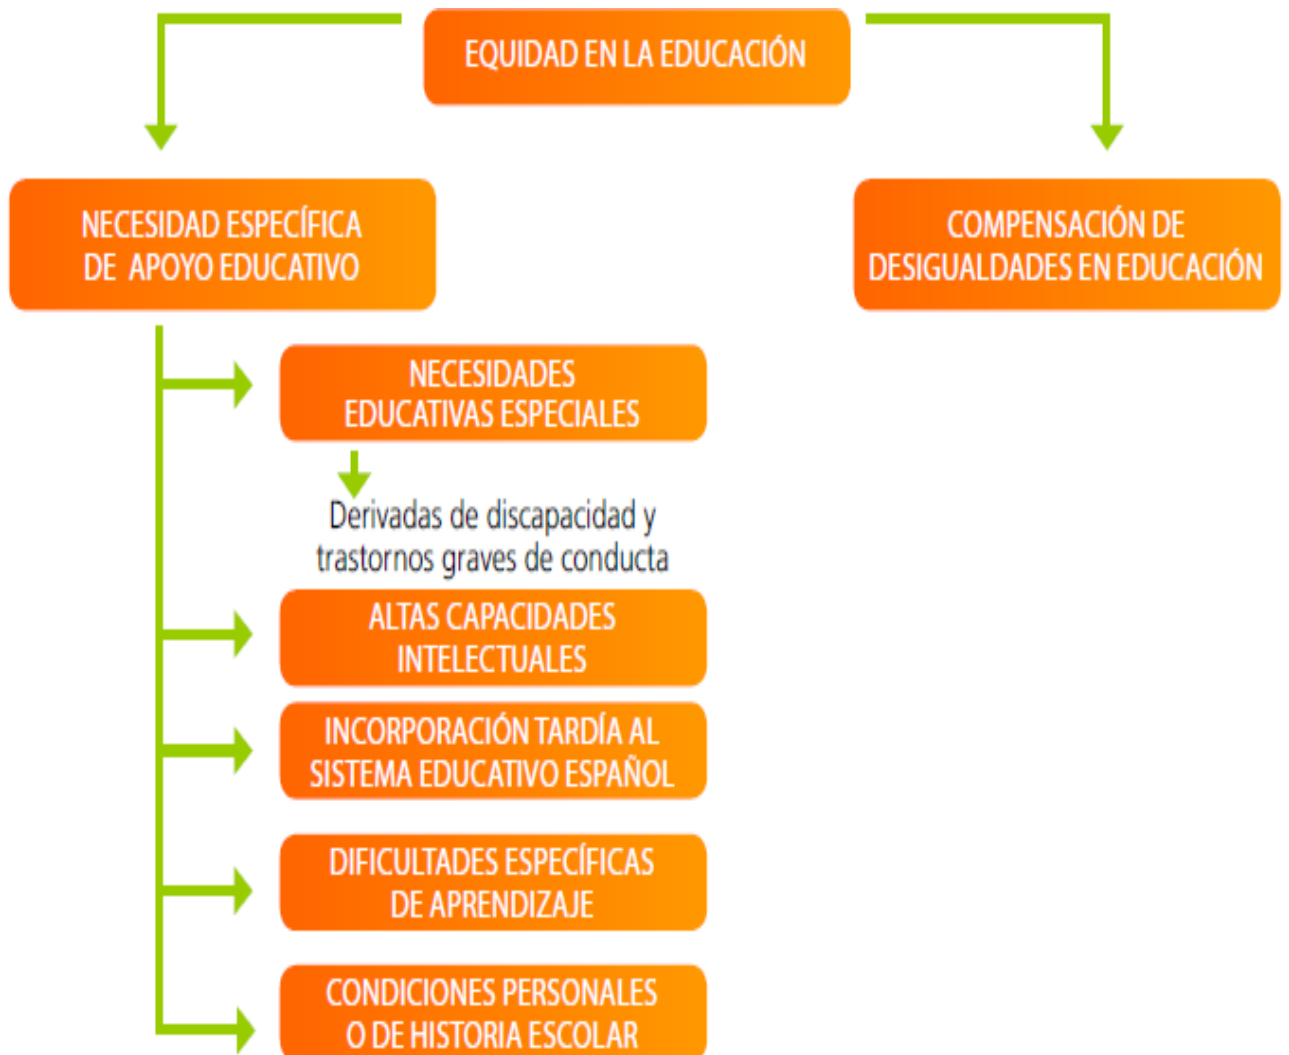 EQUIDAD EN LA EDUCACIÓN
NECESIDAD ESPECÍFICA
DE APOYO EDUCATIVO
COMPENSACIÓN DE
DESIGUALDADES EN EDUCACIÓN
NECESIDADES
EDUCATIVAS ESPECIALES
Derivadas de discapacidad y
trastornos graves de conducta
ALTAS CAPACIDADES
INTELECTUALES
INCORPORACIÓN TARDÍA AL
SISTEMA EDUCATIVO ESPAÑOL
DIFICULTADES ESPECÍFICAS
DE APRENDIZAJE
CONDICIONES PERSONALES
O DE HISTORIA ESCOLAR